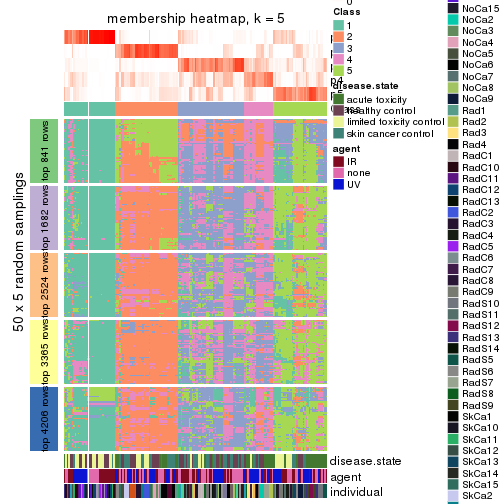 membership heatmap, k = 5
Class
1
2
3
4
5
disease.state
acute toxicity
healthy control
limited toxicity control
skin cancer control
agent
IR
none
UV
50 x 5 random samplings
top 841 rows
top 1682 rows
top 2524 rows
top 3365 rows
top 4206 rows
disease.state
agent
individual
NoCa15
NoCa2
NoCa3
NoCa4
NoCa5
NoCa6
NoCa7
NoCa8
NoCa9
Rad1
Rad2
Rad3
Rad4
RadC1
RadC10
RadC11
RadC12
RadC13
RadC2
RadC3
RadC4
RadC5
RadC6
RadC7
RadC8
RadC9
RadS10
RadS11
RadS12
RadS13
RadS14
RadS5
RadS6
RadS7
RadS8
RadS9
SkCa1
SkCa10
SkCa11
SkCa12
SkCa13
SkCa14
SkCa15